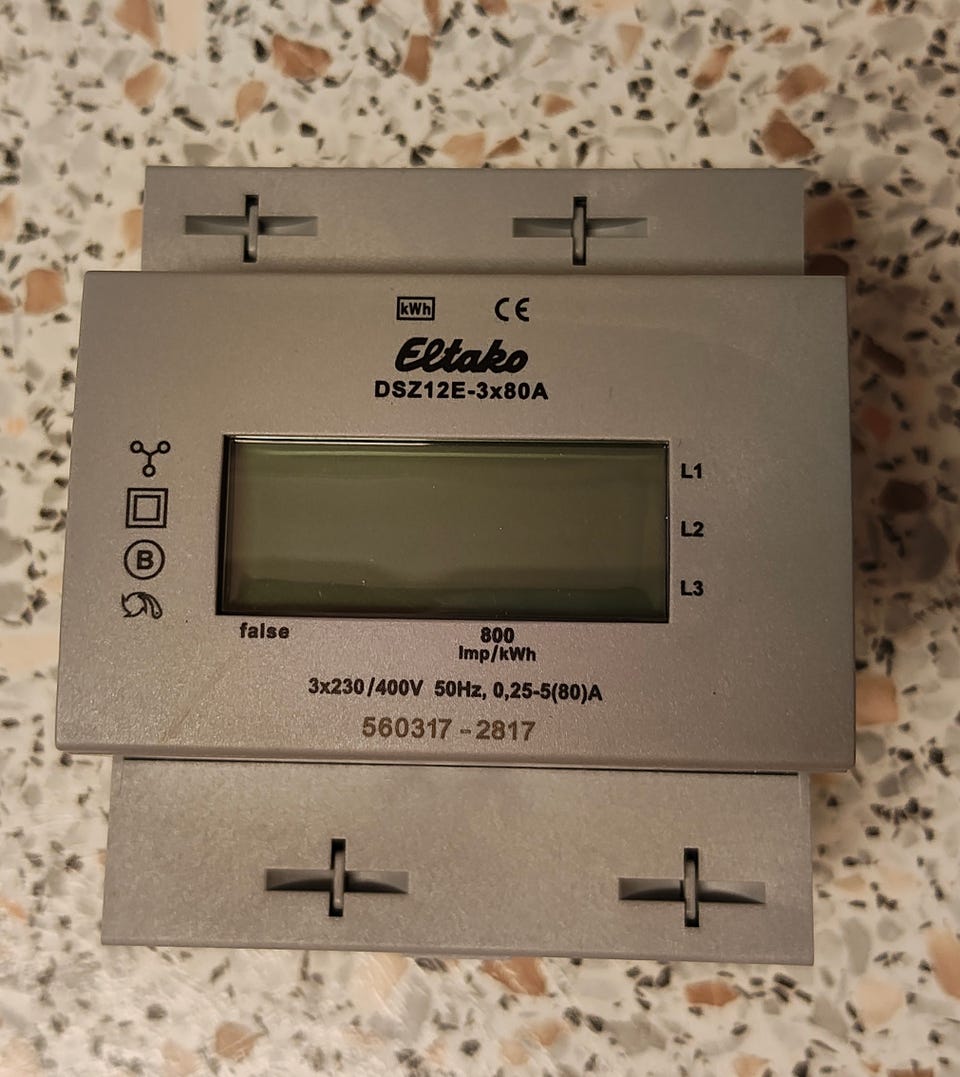 kWh CE
Eltako
DSZ12E-3x80A
L1
L2
B
L3
false
800
Imp/kWh
3x230/400V 50Hz, 0,25-5(80)A
560317 - 2817